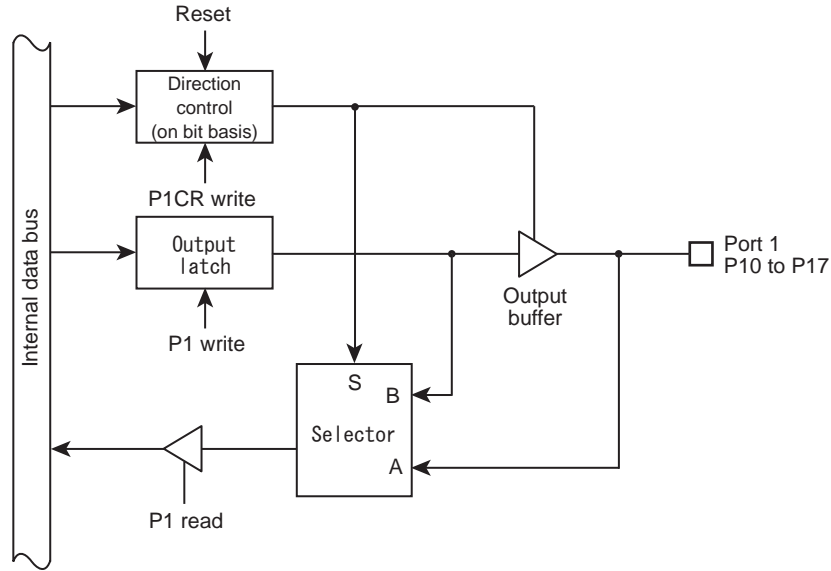 Reset
Direction
control
(on bit basis)
P1CR write
Internal data bus
Output
latch
P1 write
Output
buffer
Port 1
P10 to P17
S
B
Selector
A
P1 read